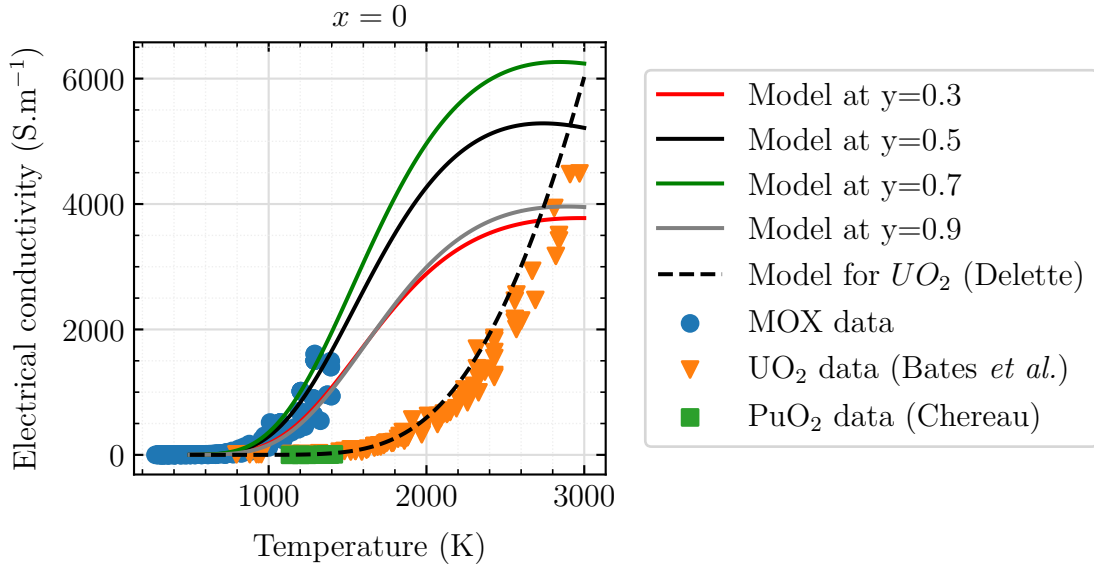 x = 0
Electrical conductivity (S.m⁻¹)
6000
4000
2000
0
1000 2000 3000
Temperature (K)
Model at y=0.3
Model at y=0.5
Model at y=0.7
Model at y=0.9
Model for UO₂ (Delette)
MOX data
UO₂ data (Bates et al.)
PuO₂ data (Chereau)